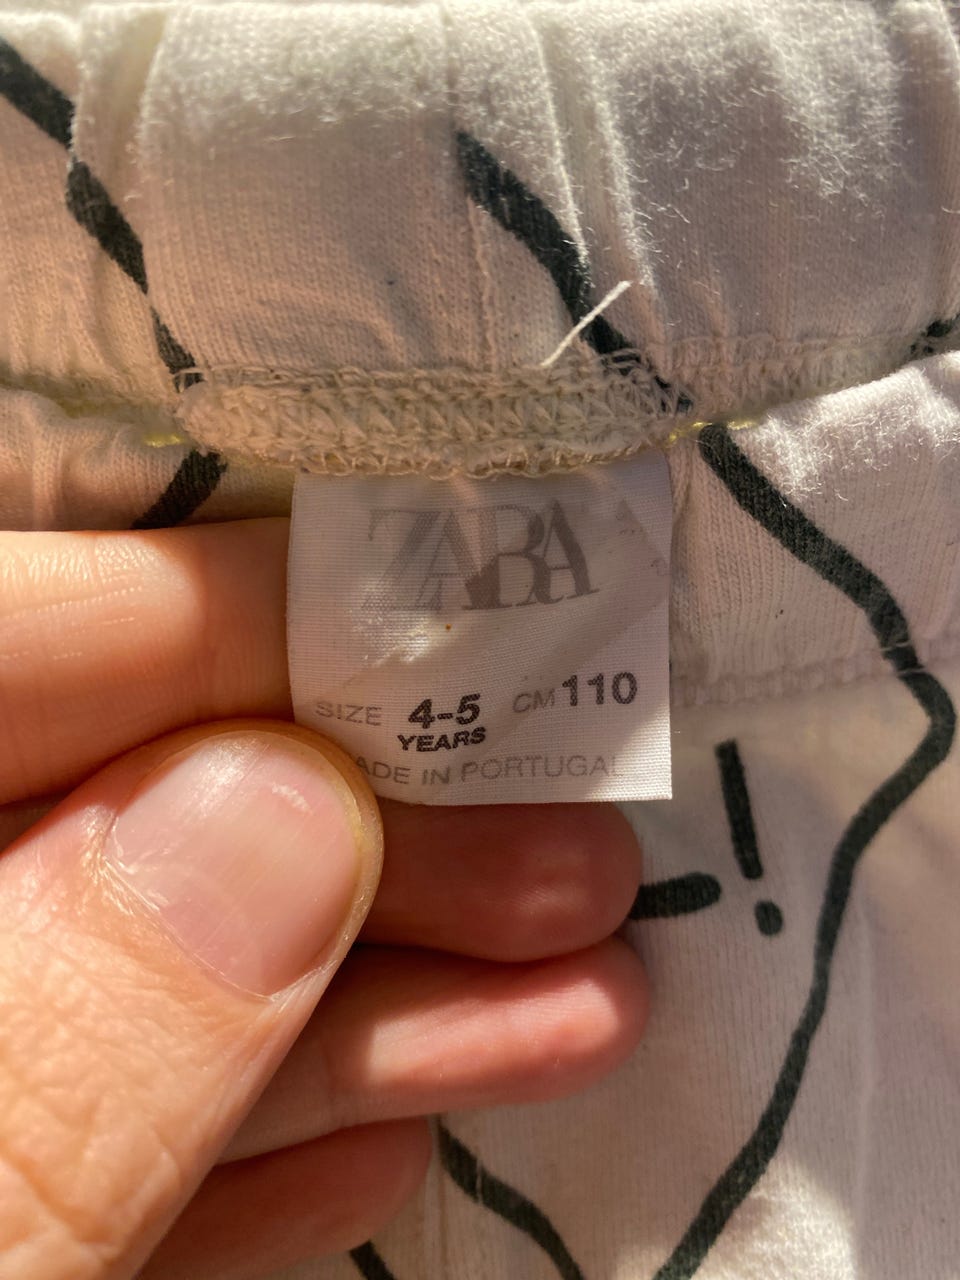 ZARA
SIZE 4-5 CM 110
YEARS
ADE IN PORTUGAL
!